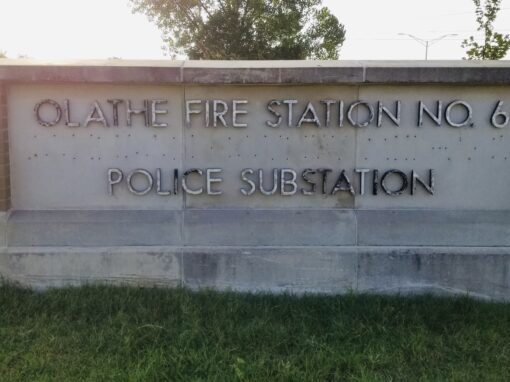 OLATHE FIRE STATION NO. 6
POLICE SUBSTATION